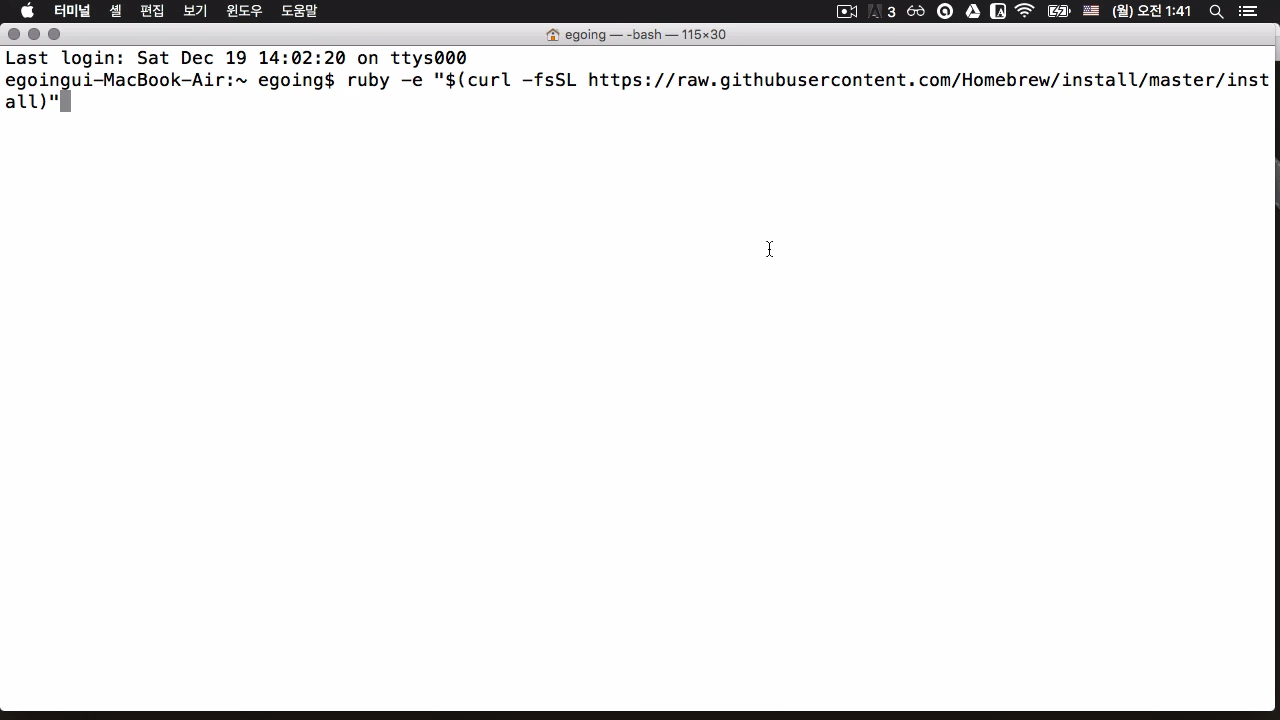 터미널 셸 편집 보기 윈도우 도움말 3 (월) 오전 1:41
egoing — -bash — 115×30
Last login: Sat Dec 19 14:02:20 on ttys000
egoingui-MacBook-Air:~ egoing$ ruby -e "$(curl -fsSL https://raw.githubusercontent.com/Homebrew/install/master/inst
all)"